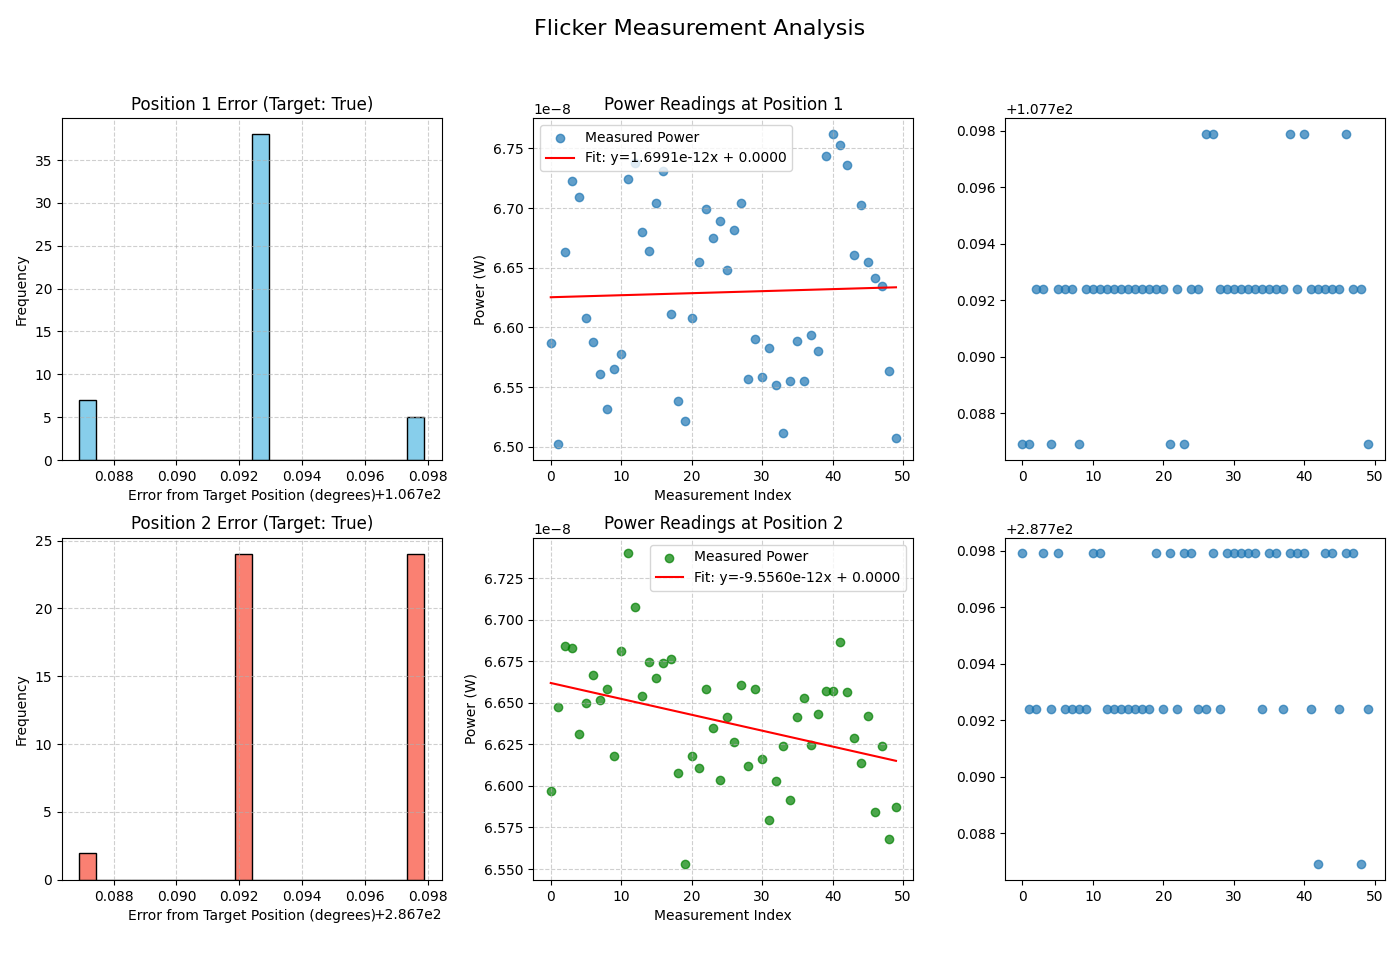 Flicker Measurement Analysis
Position 1 Error (Target: True)
Frequency
35
30
25
20
15
10
5
0
0.088 0.090 0.092 0.094 0.096 0.098
Error from Target Position (degrees)
+1.067e2
Power Readings at Position 1
1e−8
Measured Power
Fit: y=1.6991e-12x + 0.0000
Power (W)
6.75
6.70
6.65
6.60
6.55
6.50
0 10 20 30 40 50
Measurement Index
+1.077e2
0.098
0.096
0.094
0.092
0.090
0.088
0 10 20 30 40 50
Position 2 Error (Target: True)
Frequency
25
20
15
10
5
0
0.088 0.090 0.092 0.094 0.096 0.098
Error from Target Position (degrees)
+2.867e2
Power Readings at Position 2
1e−8
Measured Power
Fit: y=-9.5560e-12x + 0.0000
Power (W)
6.725
6.700
6.675
6.650
6.625
6.600
6.575
6.550
0 10 20 30 40 50
Measurement Index
+2.877e2
0.098
0.096
0.094
0.092
0.090
0.088
0 10 20 30 40 50